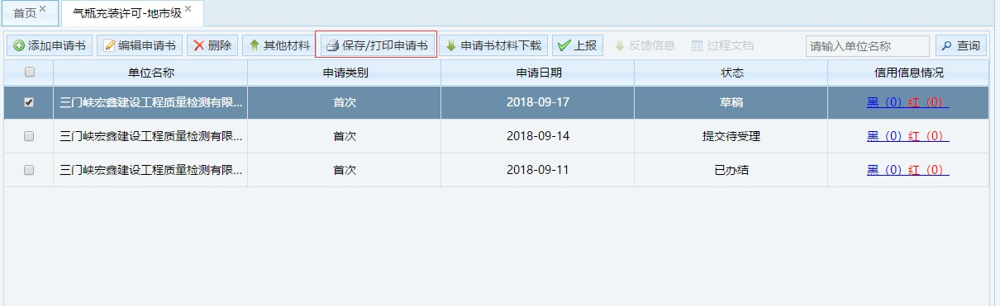 首页 气瓶充装许可-地市级
添加申请书 编辑申请书 删除 其他材料 保存/打印申请书 申请书材料下载 上报 反馈信息 过程文档 请输入单位名称 查询
单位名称 申请类别 申请日期 状态 信用信息情况
三门峡宏鑫建设工程质量检测有限... 首次 2018-09-17 草稿 黑（0）红（0）
三门峡宏鑫建设工程质量检测有限... 首次 2018-09-14 提交待受理 黑（0）红（0）
三门峡宏鑫建设工程质量检测有限... 首次 2018-09-11 已办结 黑（0）红（0）